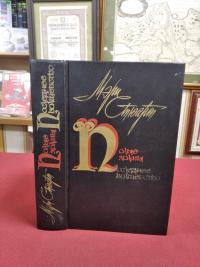 Мэри Стюарт
Полые
холмы
Последнее
волшебство
Мэри
Стюарт
Полые
холмы
Последнее
волшебство